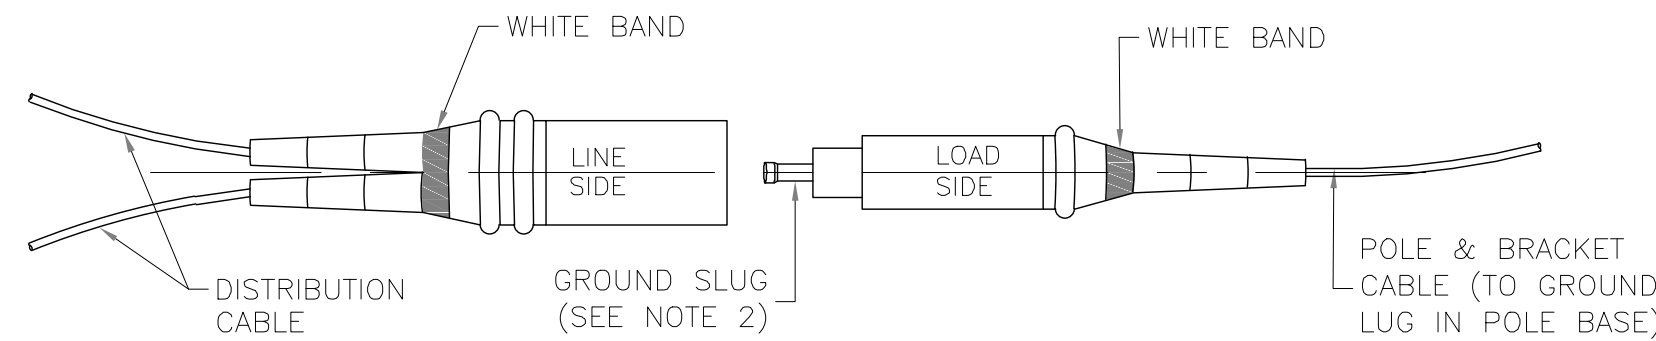 WHITE BAND
WHITE BAND
LINE
SIDE
LOAD
SIDE
DISTRIBUTION
CABLE
GROUND SLUG
(SEE NOTE 2)
POLE & BRACKET
CABLE (TO GROUND
LUG IN POLE BASE)